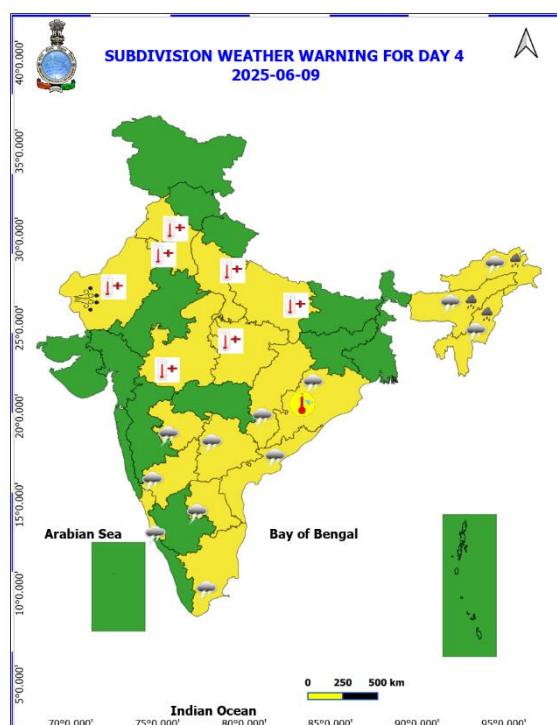 SUBDIVISION WEATHER WARNING FOR DAY 4
2025-06-09
40°0.000'
35°0.000'
30°0.000'
25°0.000'
20°0.000'
15°0.000'
10°0.000'
5°0.000'
Arabian Sea
Bay of Bengal
0 250 500 km
Indian Ocean
70°0.000' 75°0.000' 80°0.000' 85°0.000' 90°0.000' 95°0.000'